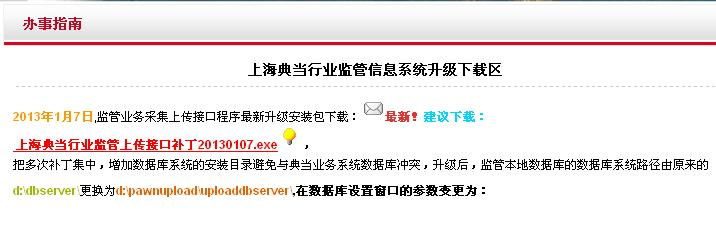 办事指南
上海典当行业监管信息系统升级下载区
2013年1月7日,监管业务采集上传接口程序最新升级安装包下载： 最新！建议下载：
上海典当行业监管上传接口补丁20130107.exe ，
把多次补丁集中，增加数据库系统的安装目录避免与典当业务系统数据库冲突，升级后，监管本地数据库的数据系统路径由原来的
d:\dbserver\更换为d:\pawnupload\uploaddbserver\,在数据库设置窗口的参数变更为：